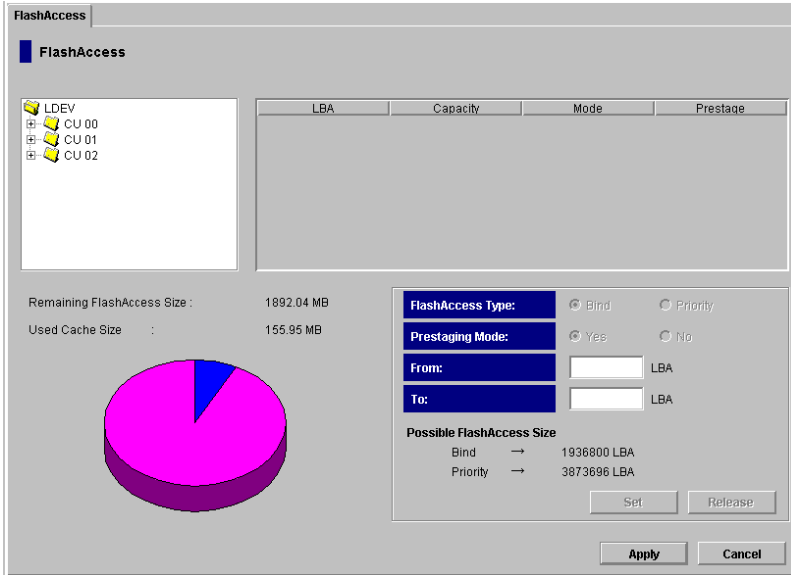 FlashAccess
FlashAccess
LDEV
CU 00
CU 01
CU 02
LBA Capacity Mode Prestage
Remaining FlashAccess Size : 1892.04 MB
Used Cache Size : 155.95 MB
FlashAccess Type: Bind Priority
Prestaging Mode: Yes No
From: LBA
To: LBA
Possible FlashAccess Size
Bind → 1936800 LBA
Priority → 3873696 LBA
Set Release
Apply Cancel